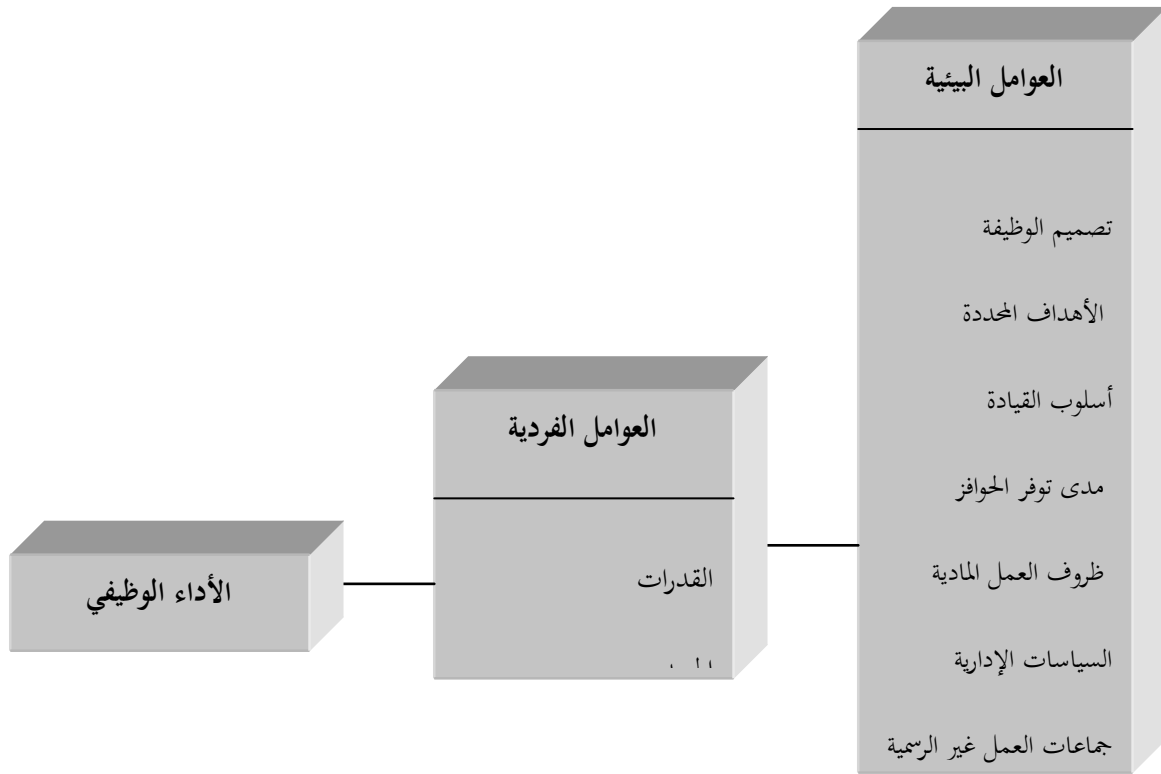 العوامل البيئية
تصميم الوظيفة
الأهداف المحددة
أسلوب القيادة
مدى توفر الحوافز
ظروف العمل المادية
السياسات الإدارية
جماعات العمل غير الرسمية
العوامل الفردية
القدرات
الأداء الوظيفي